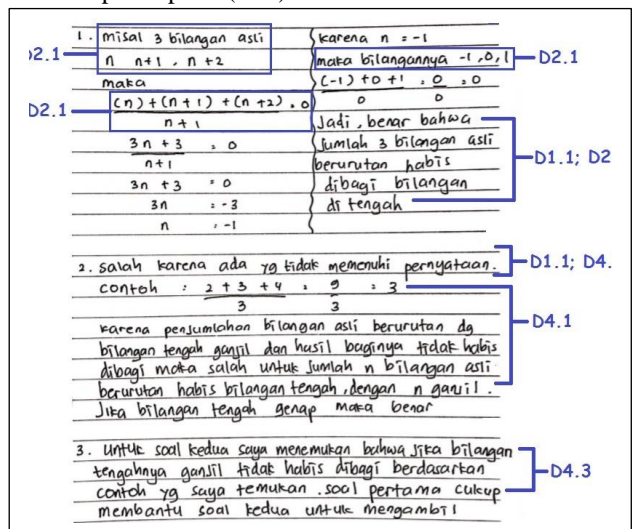 1. misal 3 bilangan asli
n n+1, n+2
maka
(n) + (n+1) + (n+2) = 0
n+1
3n + 3 = 0
n+1
3n + 3 = 0
3n = -3
n = -1
karena n = -1
maka bilangannya -1, 0, 1
(-1) + 0 + 1 = 0 = 0
0 0
Jadi, benar bahwa
jumlah 3 bilangan asli
berurutan habis
dibagi bilangan
di tengah
D2.1
D2.1
D2.1
D1.1; D2
2. salah karena ada yg tidak memenuhi pernyataan.
contoh : 2 + 3 + 4 = 9 = 3
3 3
karena penjumlahan bilangan asli berurutan dg
bilangan tengah ganjil dan hasil baginya tidak habis
dibagi maka salah untuk jumlah n bilangan asli
berurutan habis bilangan tengah, dengan n ganjil.
Jika bilangan tengah genap maka benar
D1.1; D4.
D4.1
3. Untuk soal kedua saya menemukan bahwa jika bilangan
tengahnya ganjil tidak habis dibagi berdasarkan
contoh yg saya temukan. soal pertama cukup
membantu soal kedua untuk mengambil
D4.3